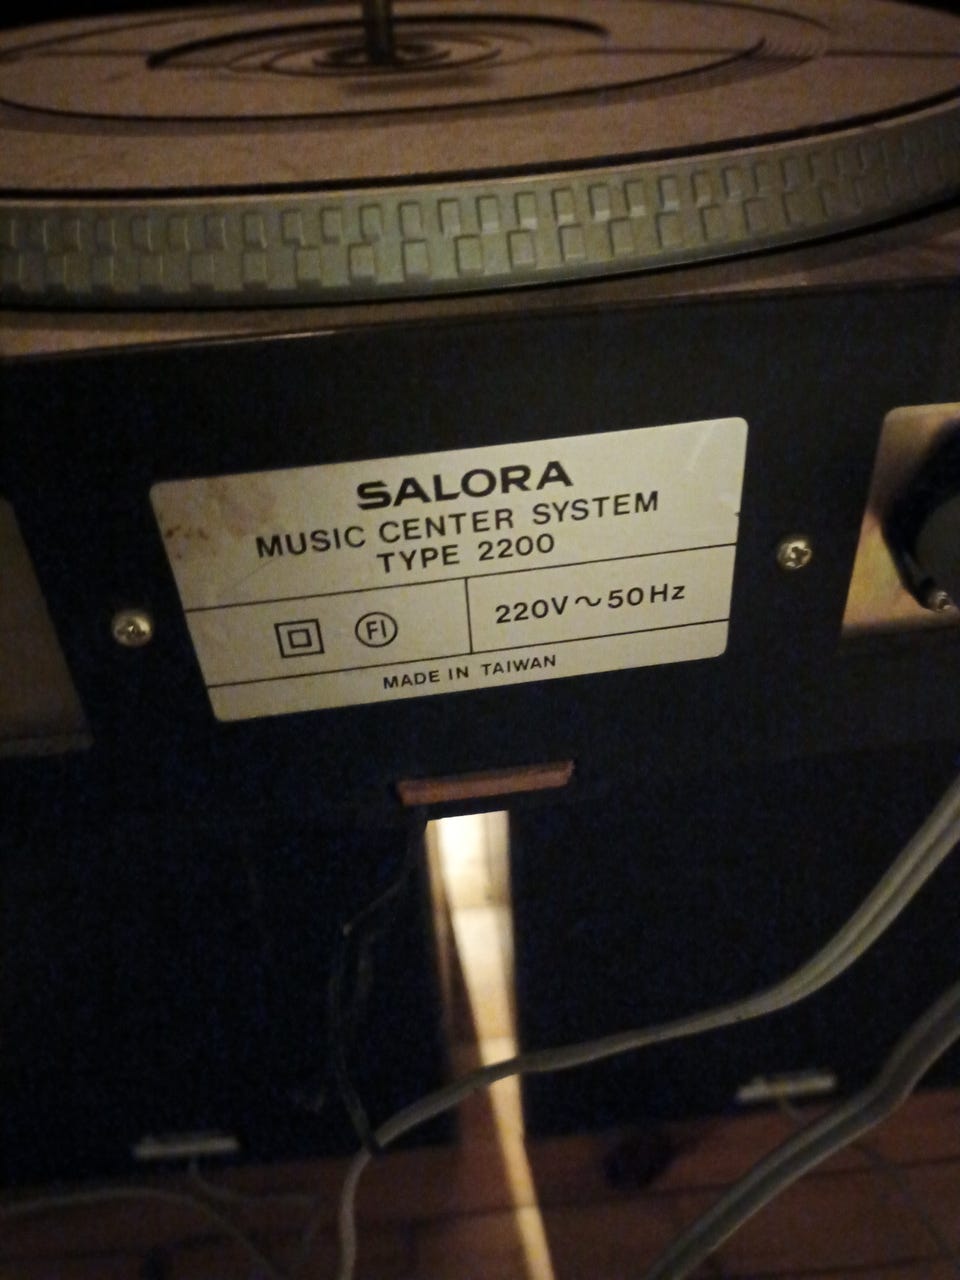 SALORA
MUSIC CENTER SYSTEM
TYPE 2200
FI
220V~50Hz
MADE IN TAIWAN